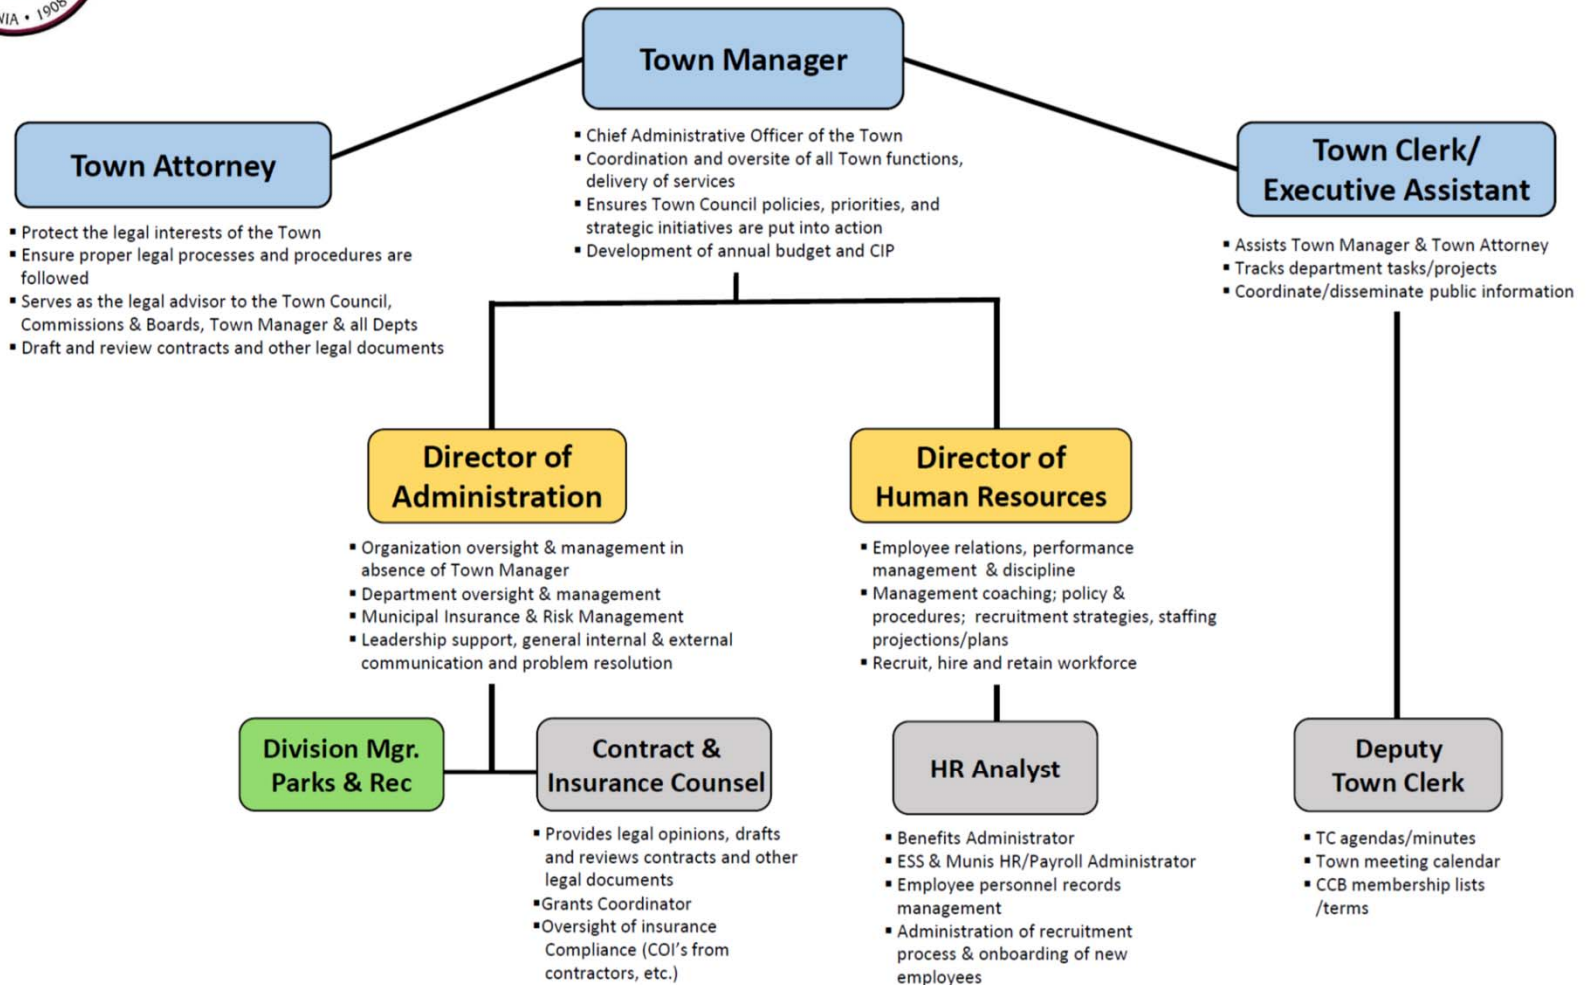 NIA • 1908
Town Manager
▪ Chief Administrative Officer of the Town
▪ Coordination and oversite of all Town functions,
delivery of services
▪ Ensures Town Council policies, priorities, and
strategic initiatives are put into action
▪ Development of annual budget and CIP
Town Attorney
▪ Protect the legal interests of the Town
▪ Ensure proper legal processes and procedures are
followed
▪ Serves as the legal advisor to the Town Council,
Commissions & Boards, Town Manager & all Depts
▪ Draft and review contracts and other legal documents
Town Clerk/
Executive Assistant
▪ Assists Town Manager & Town Attorney
▪ Tracks department tasks/projects
▪ Coordinate/disseminate public information
Director of
Administration
▪ Organization oversight & management in
absence of Town Manager
▪ Department oversight & management
▪ Municipal Insurance & Risk Management
▪ Leadership support, general internal & external
communication and problem resolution
Director of
Human Resources
▪ Employee relations, performance
management & discipline
▪ Management coaching; policy &
procedures; recruitment strategies, staffing
projections/plans
▪ Recruit, hire and retain workforce
Division Mgr.
Parks & Rec
Contract &
Insurance Counsel
▪ Provides legal opinions, drafts
and reviews contracts and other
legal documents
▪Grants Coordinator
▪Oversight of insurance
Compliance (COI's from
contractors, etc.)
HR Analyst
▪ Benefits Administrator
▪ ESS & Munis HR/Payroll Administrator
▪ Employee personnel records
management
▪ Administration of recruitment
process & onboarding of new
employees
Deputy
Town Clerk
▪ TC agendas/minutes
▪ Town meeting calendar
▪ CCB membership lists
/terms